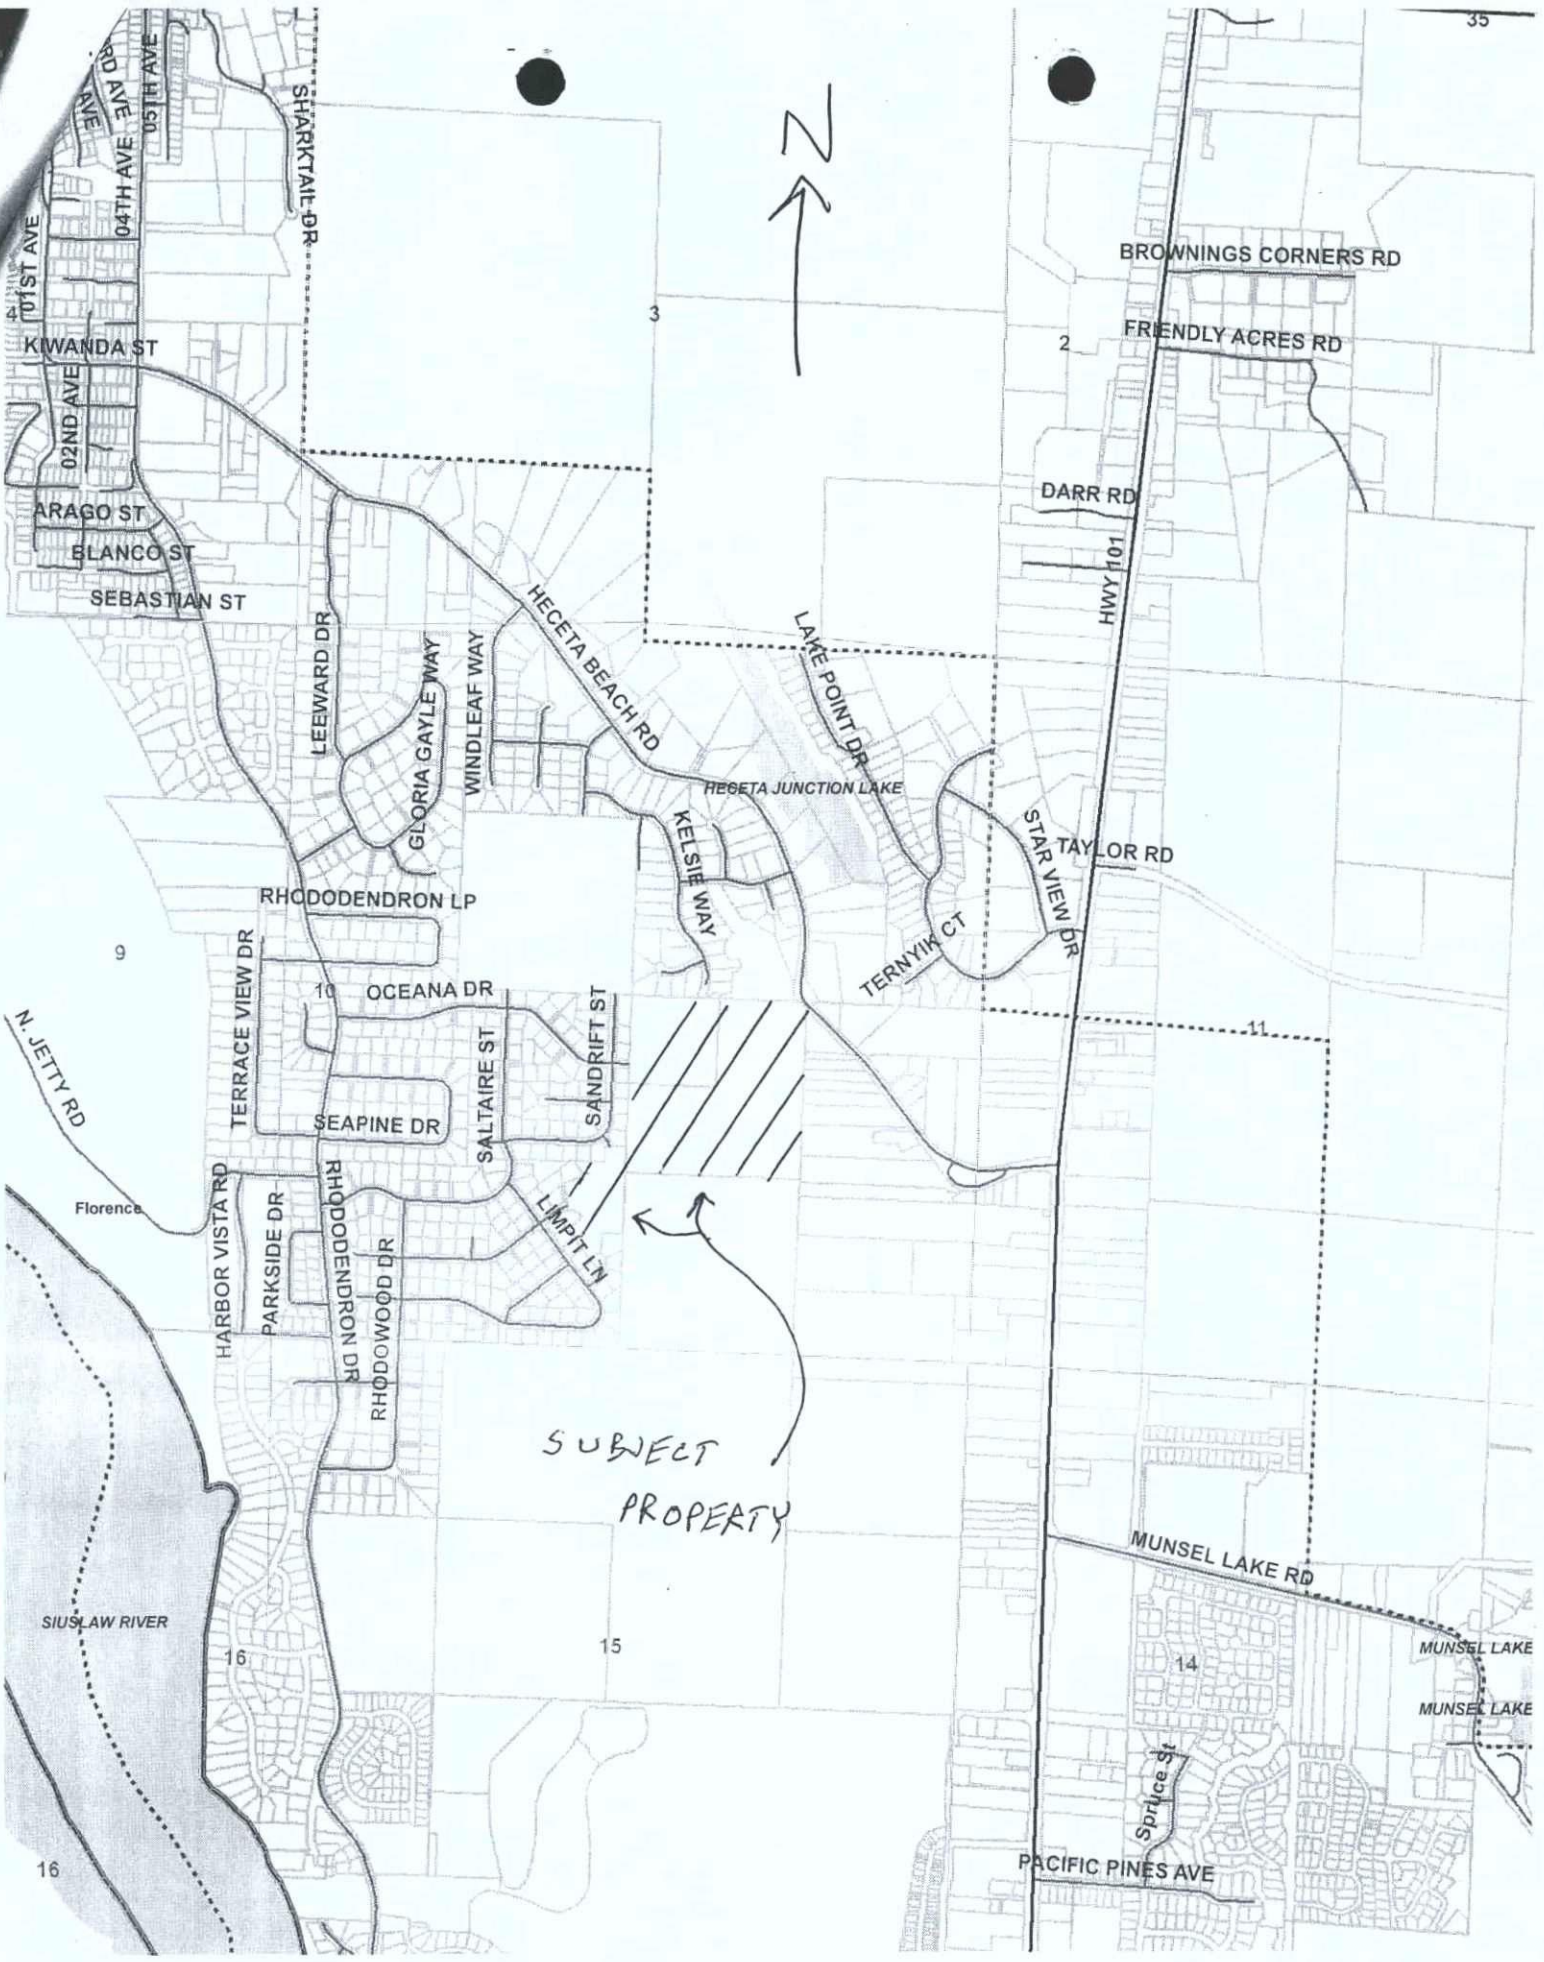 35
RD AVE
AVE
05TH AVE
04TH AVE
SHARKTAIL DR
N
01ST AVE
4
3
2
BROWNINGS CORNERS RD
FRIENDLY ACRES RD
KIWANDA ST
02ND AVE
DARR RD
ARAGO ST
BLANCO ST
SEBASTIAN ST
HWY 101
HECETA BEACH RD
LAKE POINT DR
LEEWARD DR
GLORIA GAYLE WAY
WINDLEAF WAY
HECETA JUNCTION LAKE
KELSIE WAY
STAR VIEW DR
TAYLOR RD
RHODODENDRON LP
TERNYIK CT
9
TERRACE VIEW DR
10
OCEANA DR
SALTAIRE ST
SANDRIFT ST
11
N. JETTY RD
SEAPINE DR
Florence
HARBOR VISTA RD
PARKSIDE DR
RHODODENDRON DR
RHODOWOOD DR
LIMPIT LN
SUBJECT
PROPERTY
MUNSEL LAKE RD
SIUSLAW RIVER
16
15
14
MUNSEL LAKE
MUNSEL LAKE
Spruce St
16
PACIFIC PINES AVE